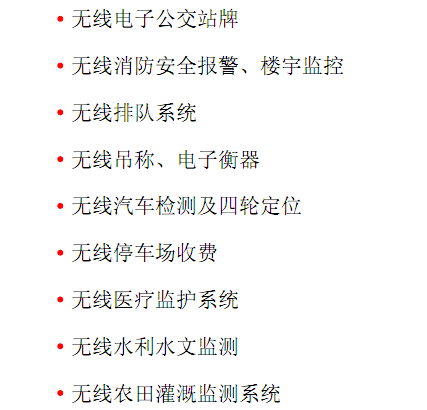 • 无线电子公交站牌
• 无线消防安全报警、楼宇监控
• 无线排队系统
• 无线吊称、电子衡器
• 无线汽车检测及四轮定位
• 无线停车场收费
• 无线医疗监护系统
• 无线水利水文监测
• 无线农田灌溉监测系统